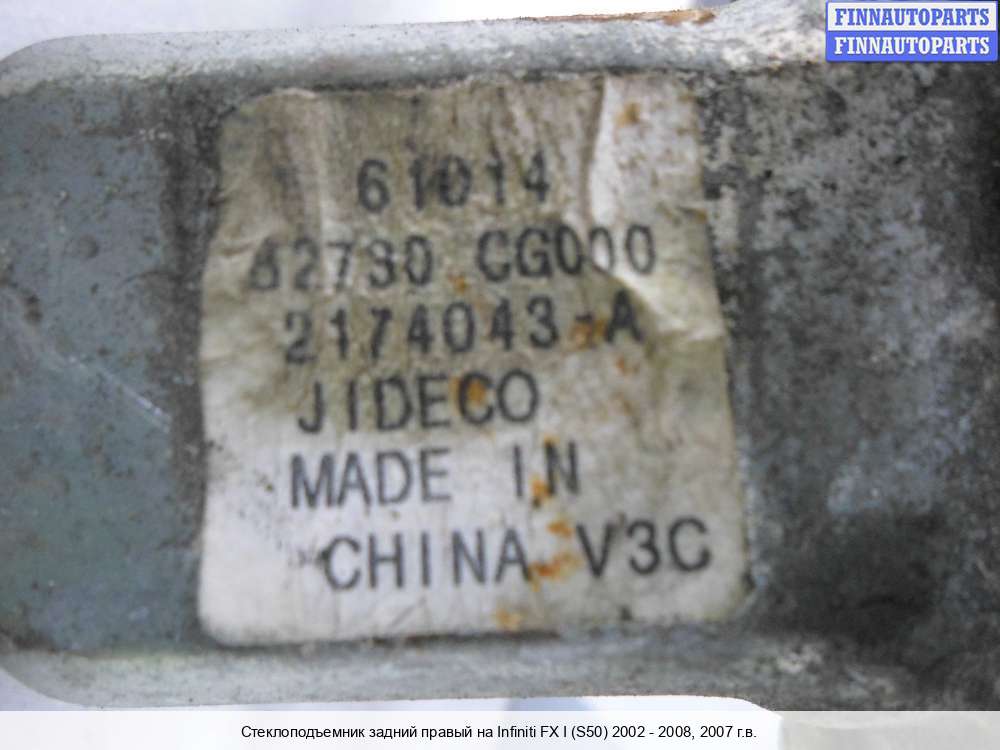 FINNAUTOPARTS
FINNAUTOPARTS
61014
82730 CG000
2174043-A
JIDECO
MADE IN
CHINA V3C
Стеклоподъемник задний правый на Infiniti FX I (S50) 2002 - 2008, 2007 г.в.